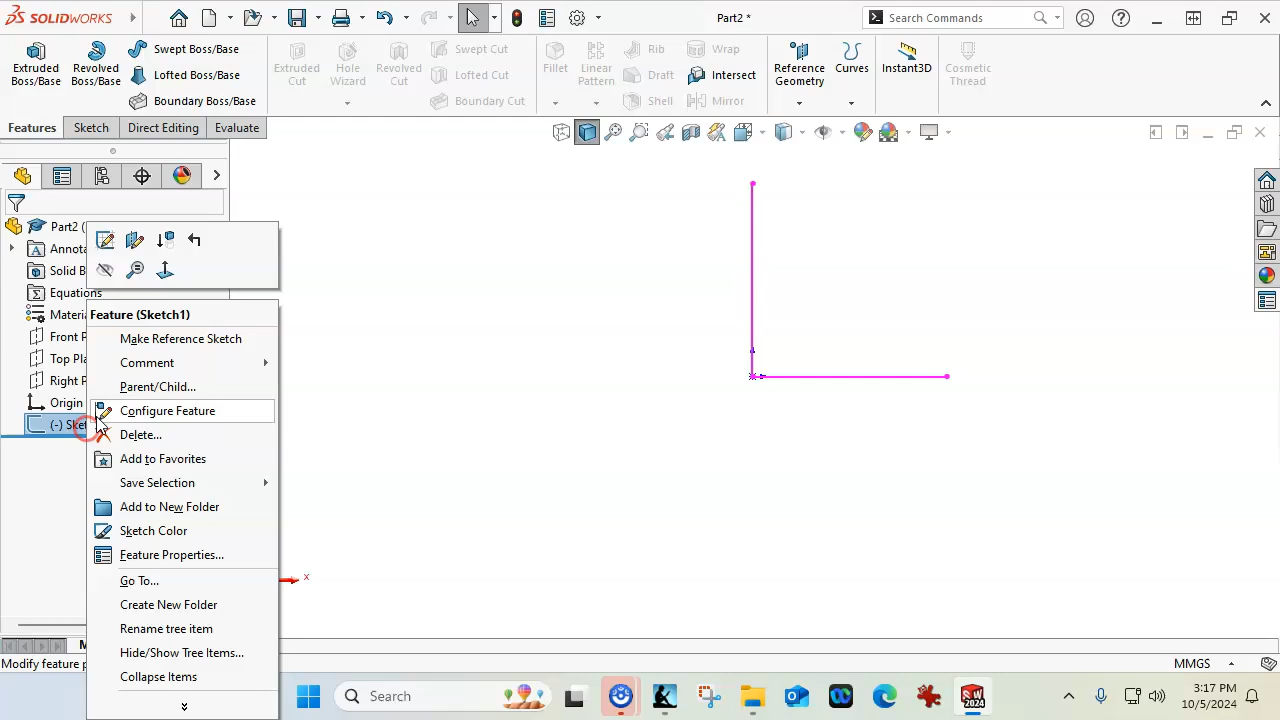 SOLIDWORKS
Part2 *
Search Commands
Extruded Boss/Base
Revolved Boss/Base
Swept Boss/Base
Lofted Boss/Base
Boundary Boss/Base
Extruded Cut
Hole Wizard
Revolved Cut
Swept Cut
Lofted Cut
Boundary Cut
Fillet
Linear Pattern
Rib
Draft
Shell
Wrap
Intersect
Mirror
Reference Geometry
Curves
Instant3D
Cosmetic Thread
Features
Sketch
Direct Editing
Evaluate
Part2 (
Annota
Solid B
Equations
Materia
Front P
Top Pla
Right P
Origin
(-) Sket
Feature (Sketch1)
Make Reference Sketch
Comment
Parent/Child...
Configure Feature
Delete...
Add to Favorites
Save Selection
Add to New Folder
Sketch Color
Feature Properties...
Go To...
Create New Folder
Rename tree item
Hide/Show Tree Items...
Collapse Items
x
M
Modify feature p
MMGS
Search
3:17 PM
10/5/2024